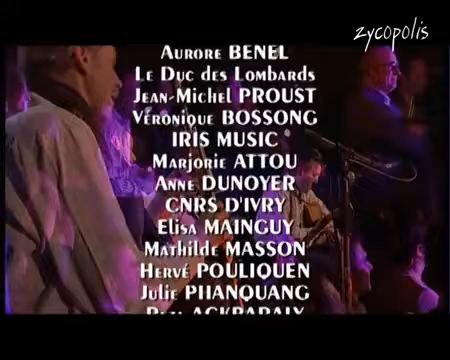 zycopolis
Aurore BENEL
Le Duc des Lombards
Jean-Michel PROUST
Véronique BOSSONG
IRIS MUSIC
Marjorie ATTOU
Anne DUNOYER
CNRS D'IVRY
Elisa MAINGUY
Mathilde MASSON
Hervé POULIQUEN
Julie PHANQUANG